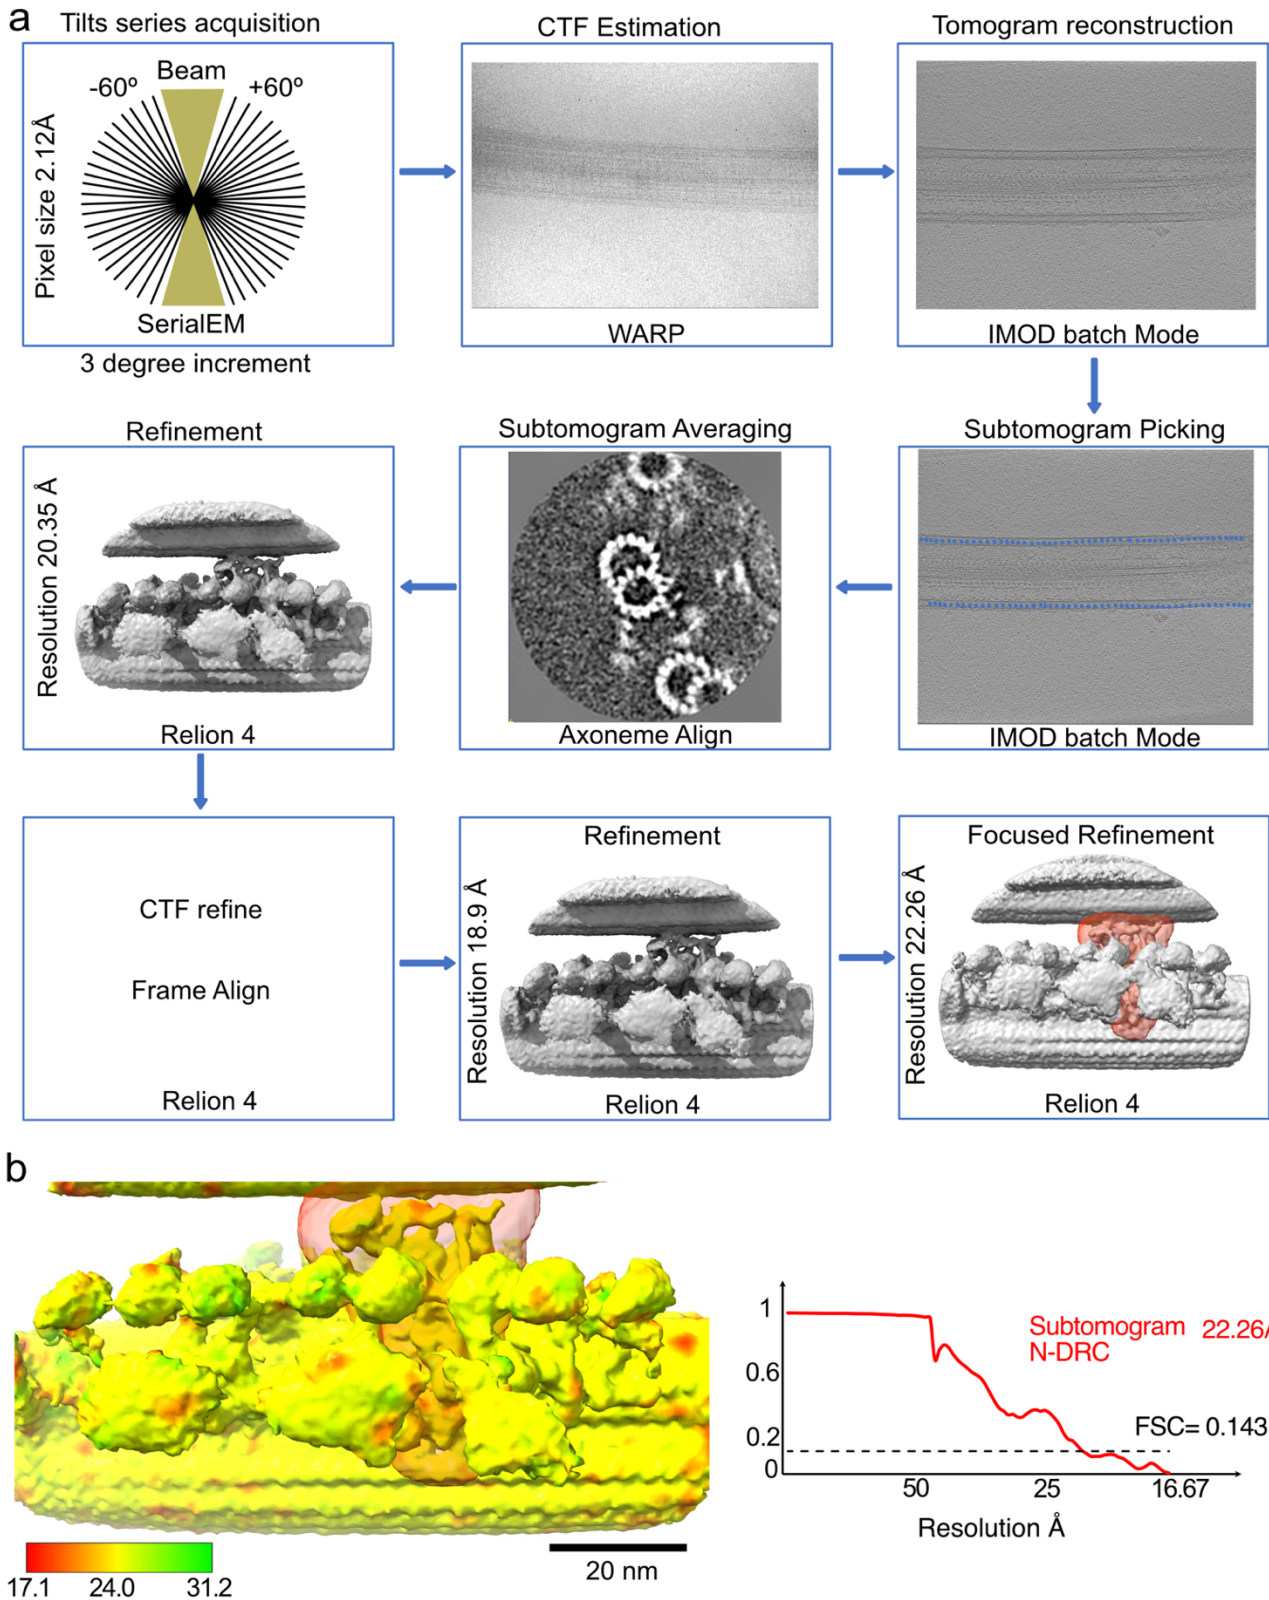 a
Tilts series acquisition
CTF Estimation
Tomogram reconstruction
Beam
-60º
+60º
Pixel size 2.12Å
SerialEM
3 degree increment
WARP
IMOD batch Mode
Refinement
Subtomogram Averaging
Subtomogram Picking
Resolution 20.35 Å
Relion 4
Axoneme Align
IMOD batch Mode
CTF refine
Frame Align
Relion 4
Refinement
Resolution 18.9 Å
Relion 4
Focused Refinement
Resolution 22.26 Å
Relion 4
b
17.1
24.0
31.2
20 nm
1
0.6
0.2
0
Subtomogram 22.26
N-DRC
FSC= 0.143
50
25
16.67
Resolution Å